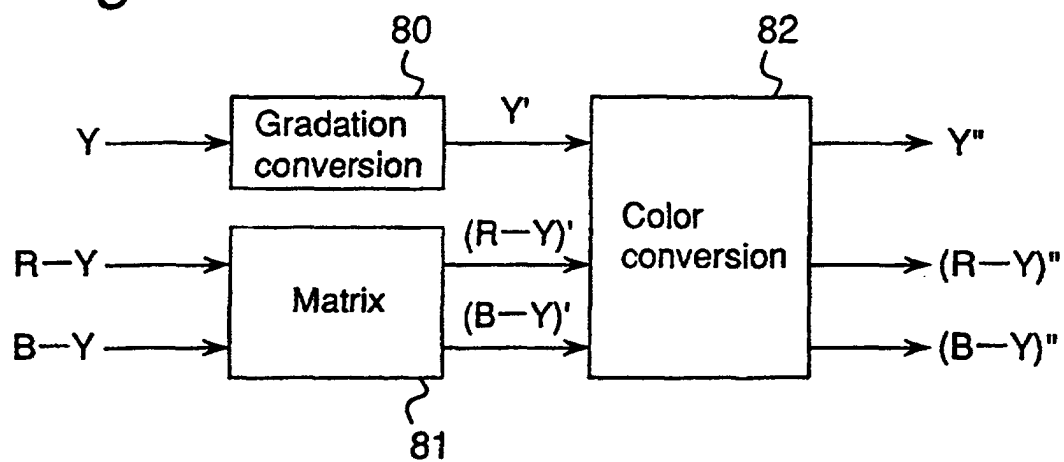 80
82
Y
Gradation
conversion
Y'
Y"
R—Y
Matrix
(R—Y)'
Color
conversion
(R—Y)"
B—Y
(B—Y)'
(B—Y)"
81